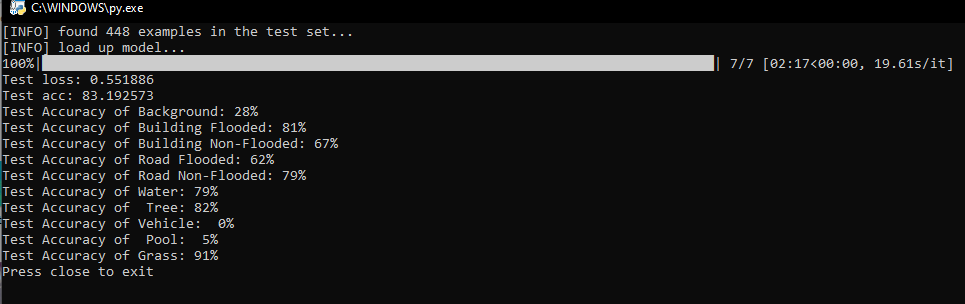 C:\WINDOWS\py.exe
[INFO] found 448 examples in the test set...
[INFO] load up model...
100%| | 7/7 [02:17<00:00, 19.61s/it]
Test loss: 0.551886
Test acc: 83.192573
Test Accuracy of Background: 28%
Test Accuracy of Building Flooded: 81%
Test Accuracy of Building Non-Flooded: 67%
Test Accuracy of Road Flooded: 62%
Test Accuracy of Road Non-Flooded: 79%
Test Accuracy of Water: 79%
Test Accuracy of  Tree: 82%
Test Accuracy of Vehicle:  0%
Test Accuracy of  Pool:  5%
Test Accuracy of Grass: 91%
Press close to exit